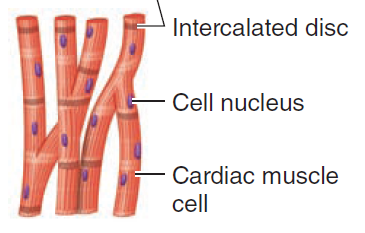 Intercalated disc
Cell nucleus
Cardiac muscle
cell